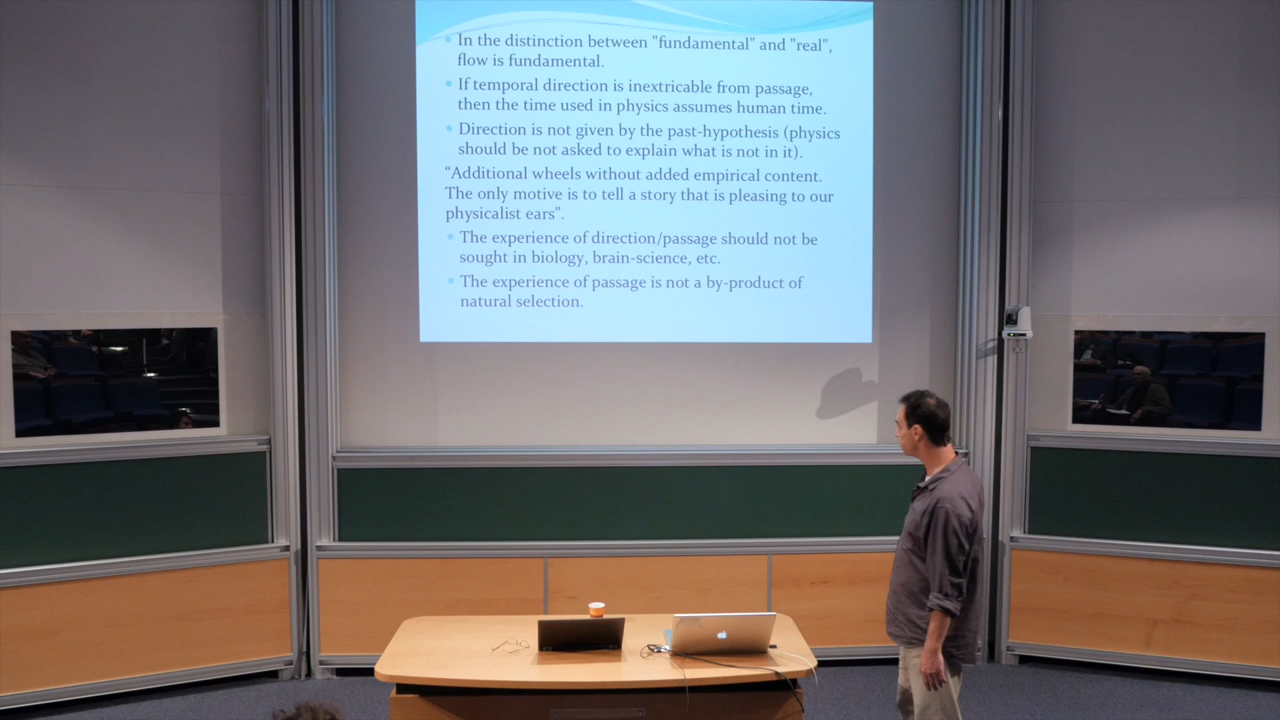 • In the distinction between "fundamental" and "real",
flow is fundamental.
• If temporal direction is inextricable from passage,
then the time used in physics assumes human time.
• Direction is not given by the past-hypothesis (physics
should be not asked to explain what is not in it).
“Additional wheels without added empirical content.
The only motive is to tell a story that is pleasing to our
physicalist ears”.
• The experience of direction/passage should not be
sought in biology, brain-science, etc.
• The experience of passage is not a by-product of
natural selection.